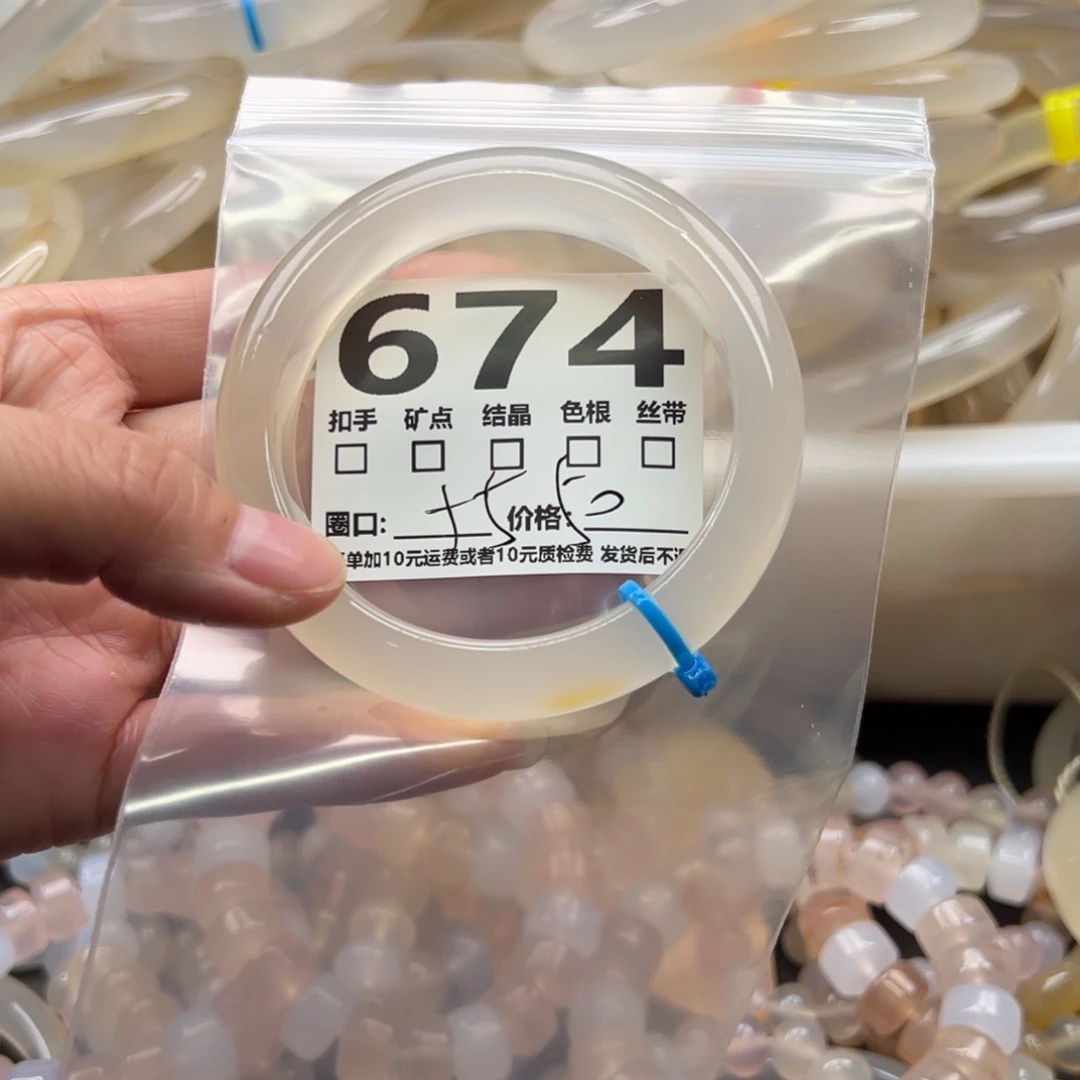 674
扣手 矿点 结晶 色根 丝带
圈口: 价格:
单加10元运费或者10元质检费 发货后不